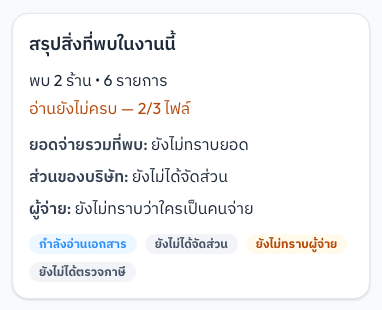 สรุปสิ่งที่พบในงานนี้
พบ 2 ร้าน • 6 รายการ
อ่านยังไม่ครบ — 2/3 ไฟล์
ยอดจ่ายรวมที่พบ: ยังไม่ทราบยอด
ส่วนของบริษัท: ยังไม่ได้จัดส่วน
ผู้จ่าย: ยังไม่ทราบว่าใครเป็นคนจ่าย
กำลังอ่านเอกสาร ยังไม่ได้จัดส่วน ยังไม่ทราบผู้จ่าย
ยังไม่ได้ตรวจภาษี